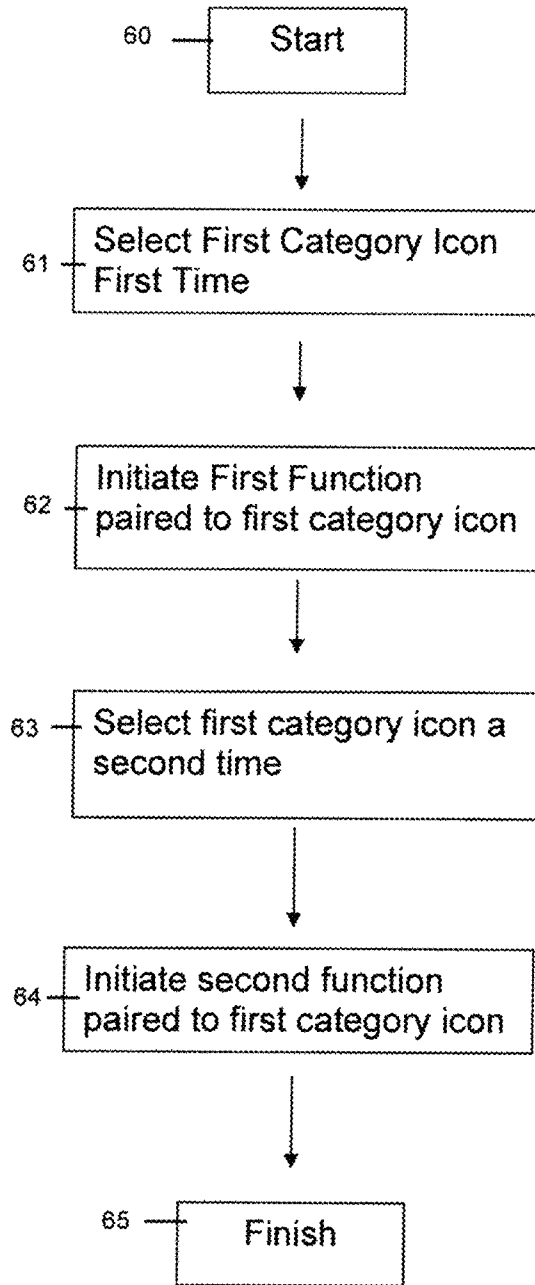 60
Start
61
Select First Category Icon
First Time
62
Initiate First Function
paired to first category icon
63
Select first category icon a
second time
64
Initiate second function
paired to first category icon
65
Finish